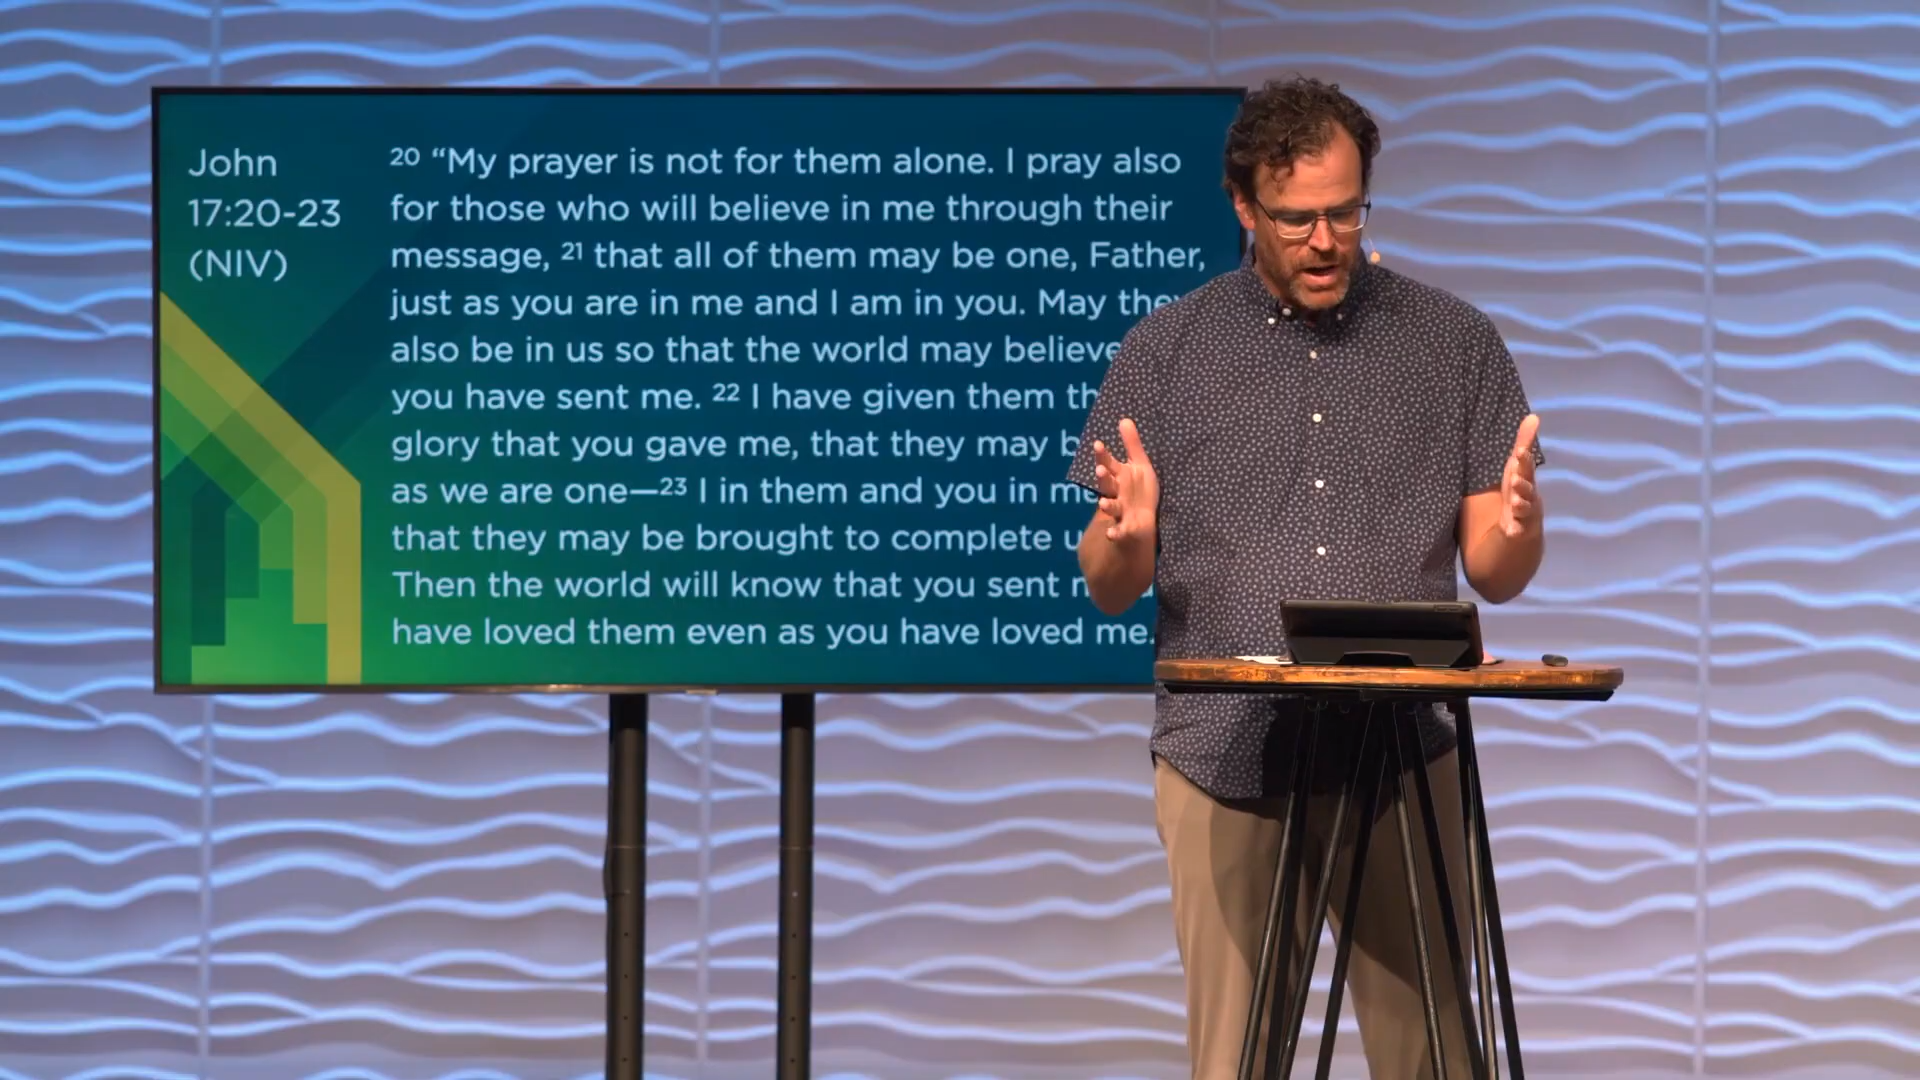 John
17:20-23
(NIV)
20 “My prayer is not for them alone. I pray also
for those who will believe in me through their
message, 21 that all of them may be one, Father,
just as you are in me and I am in you. May they
also be in us so that the world may believe
you have sent me. 22 I have given them
glory that you gave me, that they may
as we are one—23 I in them and you in me
that they may be brought to complete
Then the world will know that you sent
have loved them even as you have loved me.